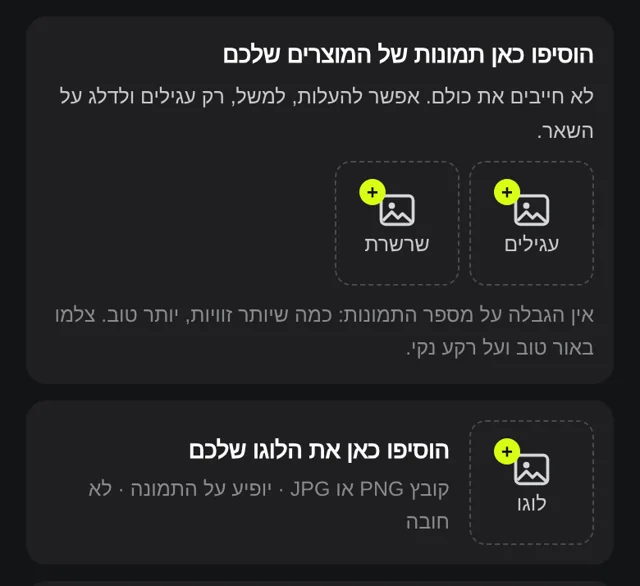 הוסיפו כאן תמונות של המוצרים שלכם
לא חייבים את כולם. אפשר להעלות, למשל, רק עגילים ולדלג על
השאר.
עגילים
שרשרת
אין הגבלה על מספר התמונות: כמה שיותר זוויות, יותר טוב. צלמו
באור טוב ועל רקע נקי.
לוגו
הוסיפו כאן את הלוגו שלכם
קובץ PNG או JPG · יופיע על התמונה · לא
חובה